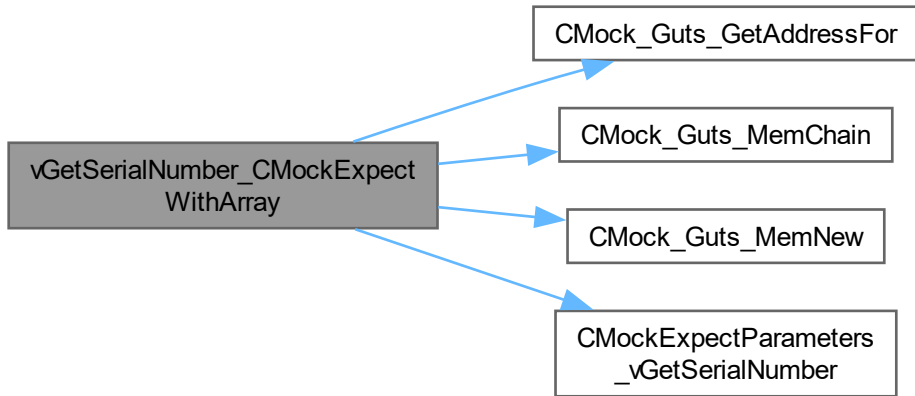 CMock_Guts_GetAddressFor
CMock_Guts_MemChain
vGetSerialNumber_CMockExpect
WithArray
CMock_Guts_MemNew
CMockExpectParameters
_vGetSerialNumber